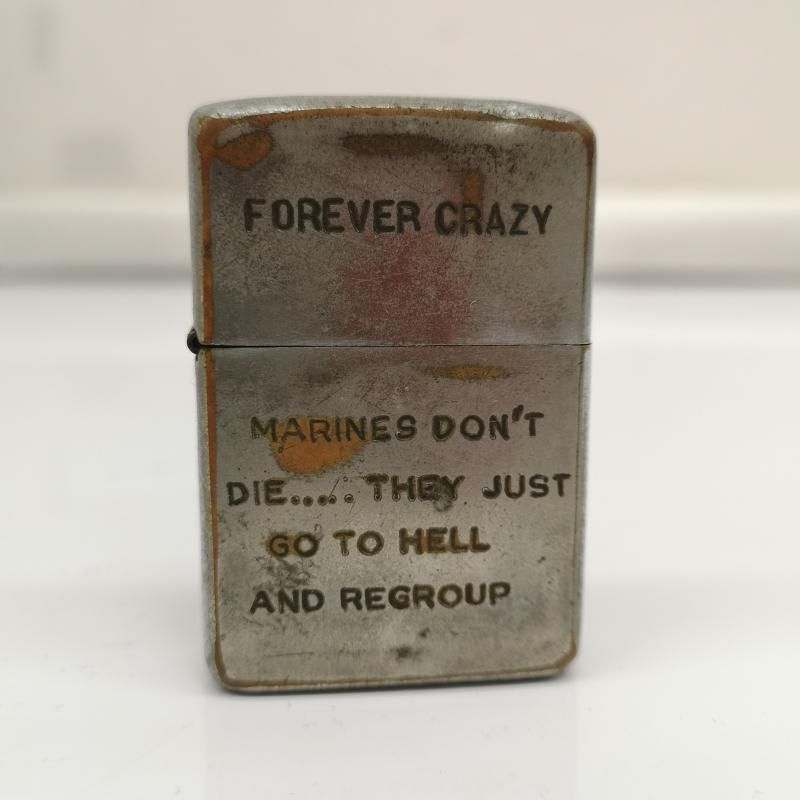 FOREVER CRAZY
MARINES DON'T
DIE..... THEY JUST
GO TO HELL
AND REGROUP